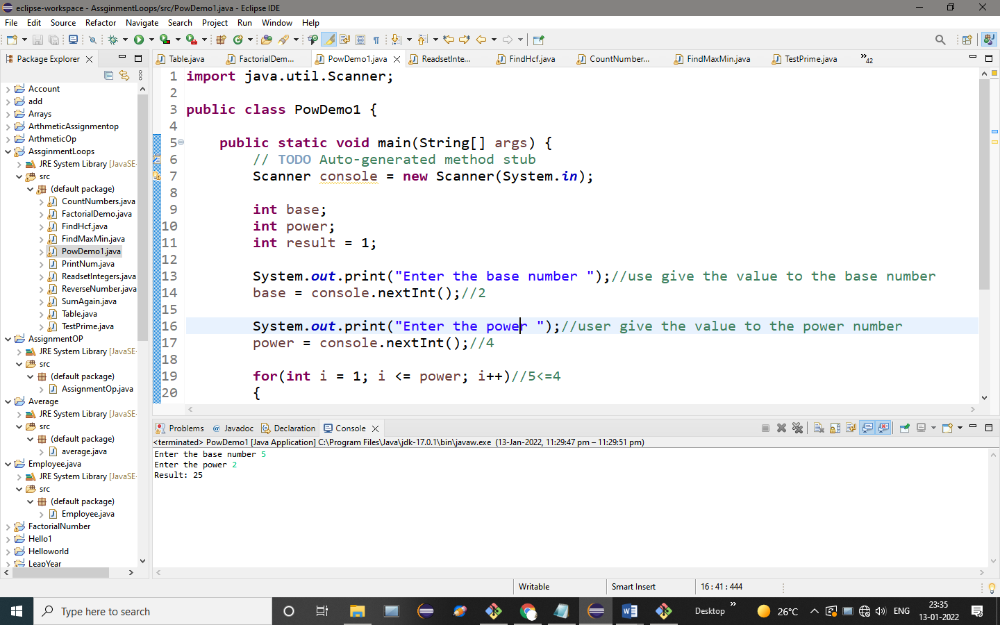 eclipse-workspace - AssginmentLoops/src/PowDemo1.java - Eclipse IDE
File Edit Source Refactor Navigate Search Project Run Window Help
Package Explorer
Table.java FactorialDem... PowDemo1.java ReadsetInte... FindHcf.java CountNumber... FindMaxMin.java TestPrime.java »42
Account
add
Arrays
ArthmeticAssignmentop
ArthmeticOp
AssginmentLoops
JRE System Library [JavaSE-
src
(default package)
CountNumbers.java
FactorialDemo.java
FindHcf.java
FindMaxMin.java
PowDemo1.java
PrintNum.java
ReadsetIntegers.java
ReverseNumber.java
SumAgain.java
Table.java
TestPrime.java
AssignmentOP
JRE System Library [JavaSE-
src
(default package)
AssignmentOp.java
Average
JRE System Library [JavaSE-
src
(default package)
average.java
Employee.java
JRE System Library [JavaSE-
src
(default package)
Employee.java
FactorialNumber
Hello1
Helloworld
LeapYear
1 import java.util.Scanner;
2
3 public class PowDemo1 {
4
5 public static void main(String[] args) {
6 // TODO Auto-generated method stub
7 Scanner console = new Scanner(System.in);
8
9 int base;
10 int power;
11 int result = 1;
12
13 System.out.print("Enter the base number ");//use give the value to the base number
14 base = console.nextInt();//2
15
16 System.out.print("Enter the power ");//user give the value to the power number
17 power = console.nextInt();//4
18
19 for(int i = 1; i <= power; i++)//5<=4
20 {
Problems @ Javadoc Declaration Console
<terminated> PowDemo1 [Java Application] C:\Program Files\Java\jdk-17.0.1\bin\javaw.exe (13-Jan-2022, 11:29:47 pm – 11:29:51 pm)
Enter the base number 5
Enter the power 2
Result: 25
Writable Smart Insert 16 : 41 : 444
Type here to search
Desktop » 26°C ENG 23:35
13-01-2022